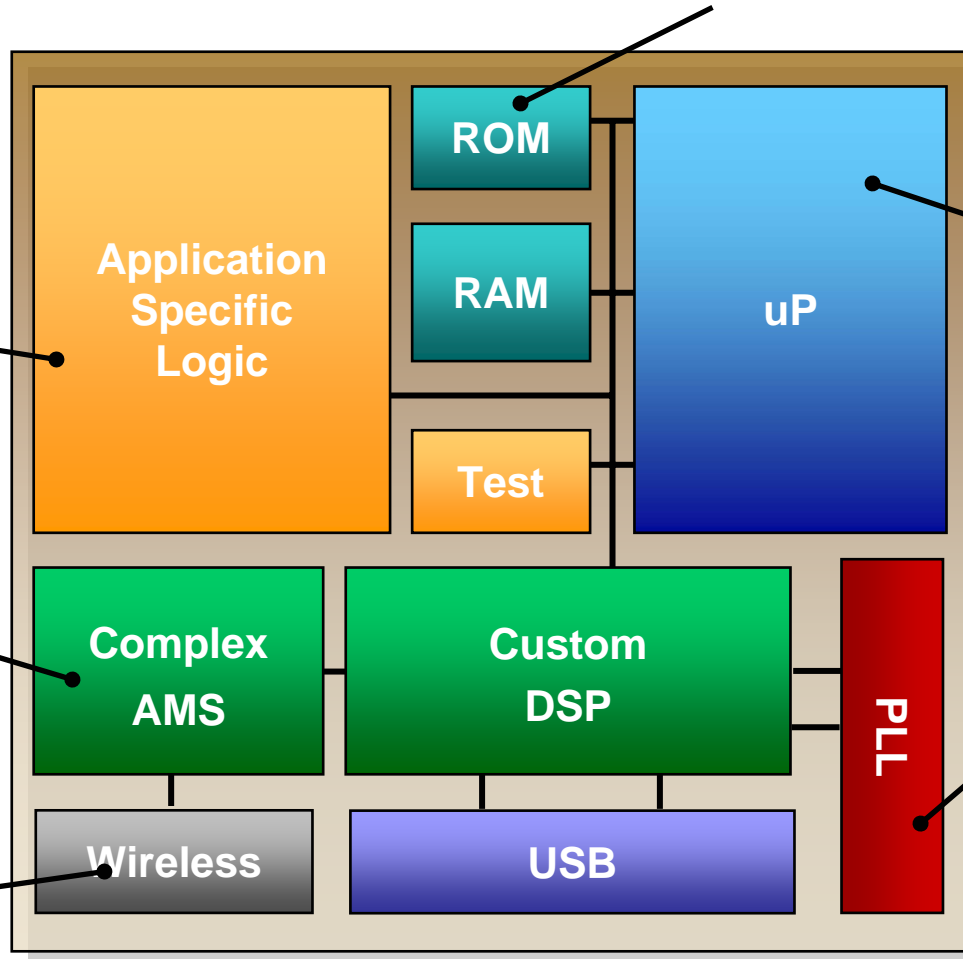 ROM
Application
Specific
Logic
RAM
uP
Test
Complex
AMS
Custom
DSP
PLL
Wireless
USB